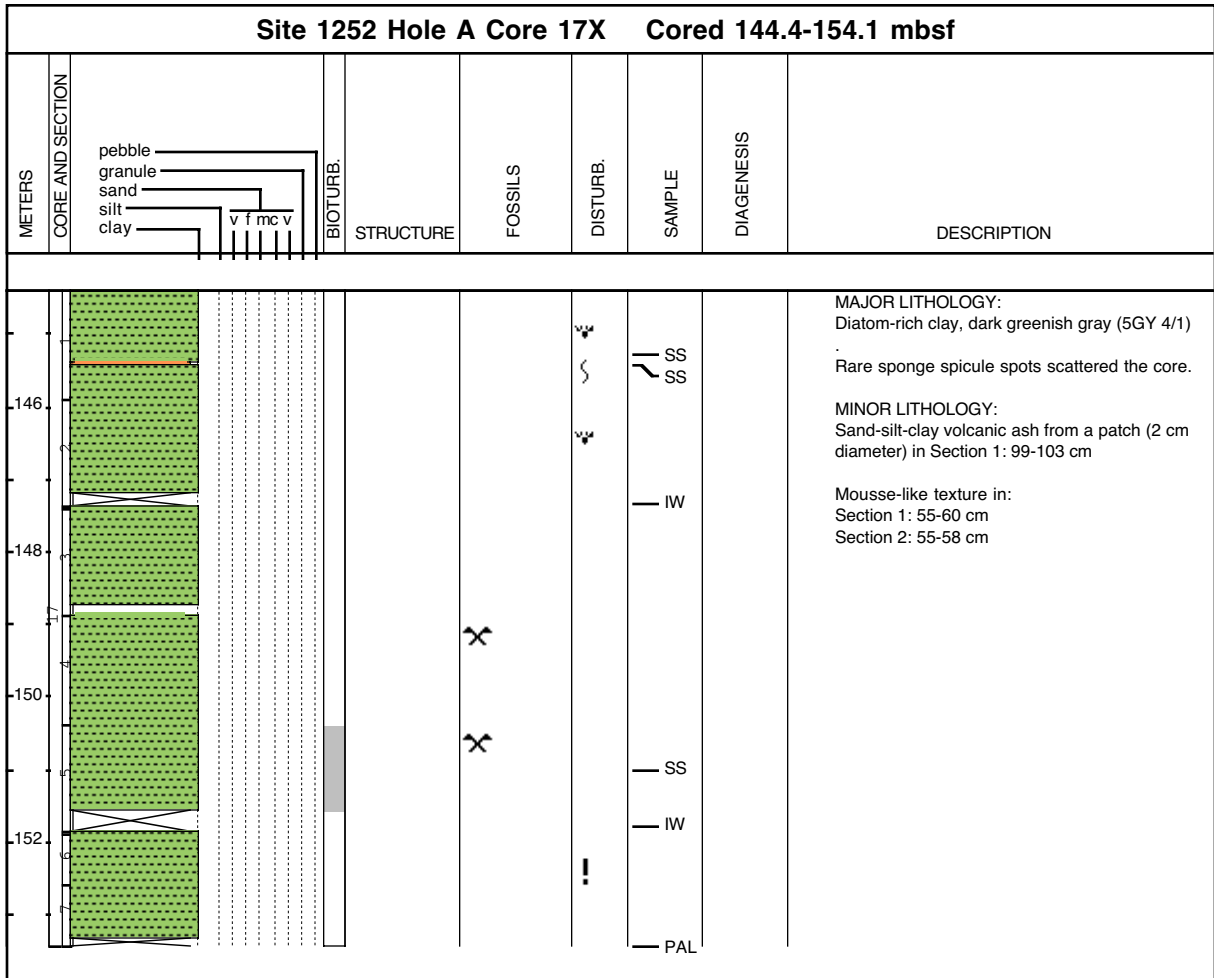 Site 1252 Hole A Core 17X Cored 144.4-154.1 mbsf
METERS
CORE AND SECTION
pebble
granule
sand
silt
clay
v f mc v
BIOTURB.
STRUCTURE
FOSSILS
DISTURB.
SAMPLE
DIAGENESIS
DESCRIPTION
146
148
150
152
17
1
2
3
4
5
6
7
!
SS
SS
IW
SS
IW
PAL
MAJOR LITHOLOGY:
Diatom-rich clay, dark greenish gray (5GY 4/1)
.
Rare sponge spicule spots scattered the core.
MINOR LITHOLOGY:
Sand-silt-clay volcanic ash from a patch (2 cm
diameter) in Section 1: 99-103 cm
Mousse-like texture in:
Section 1: 55-60 cm
Section 2: 55-58 cm